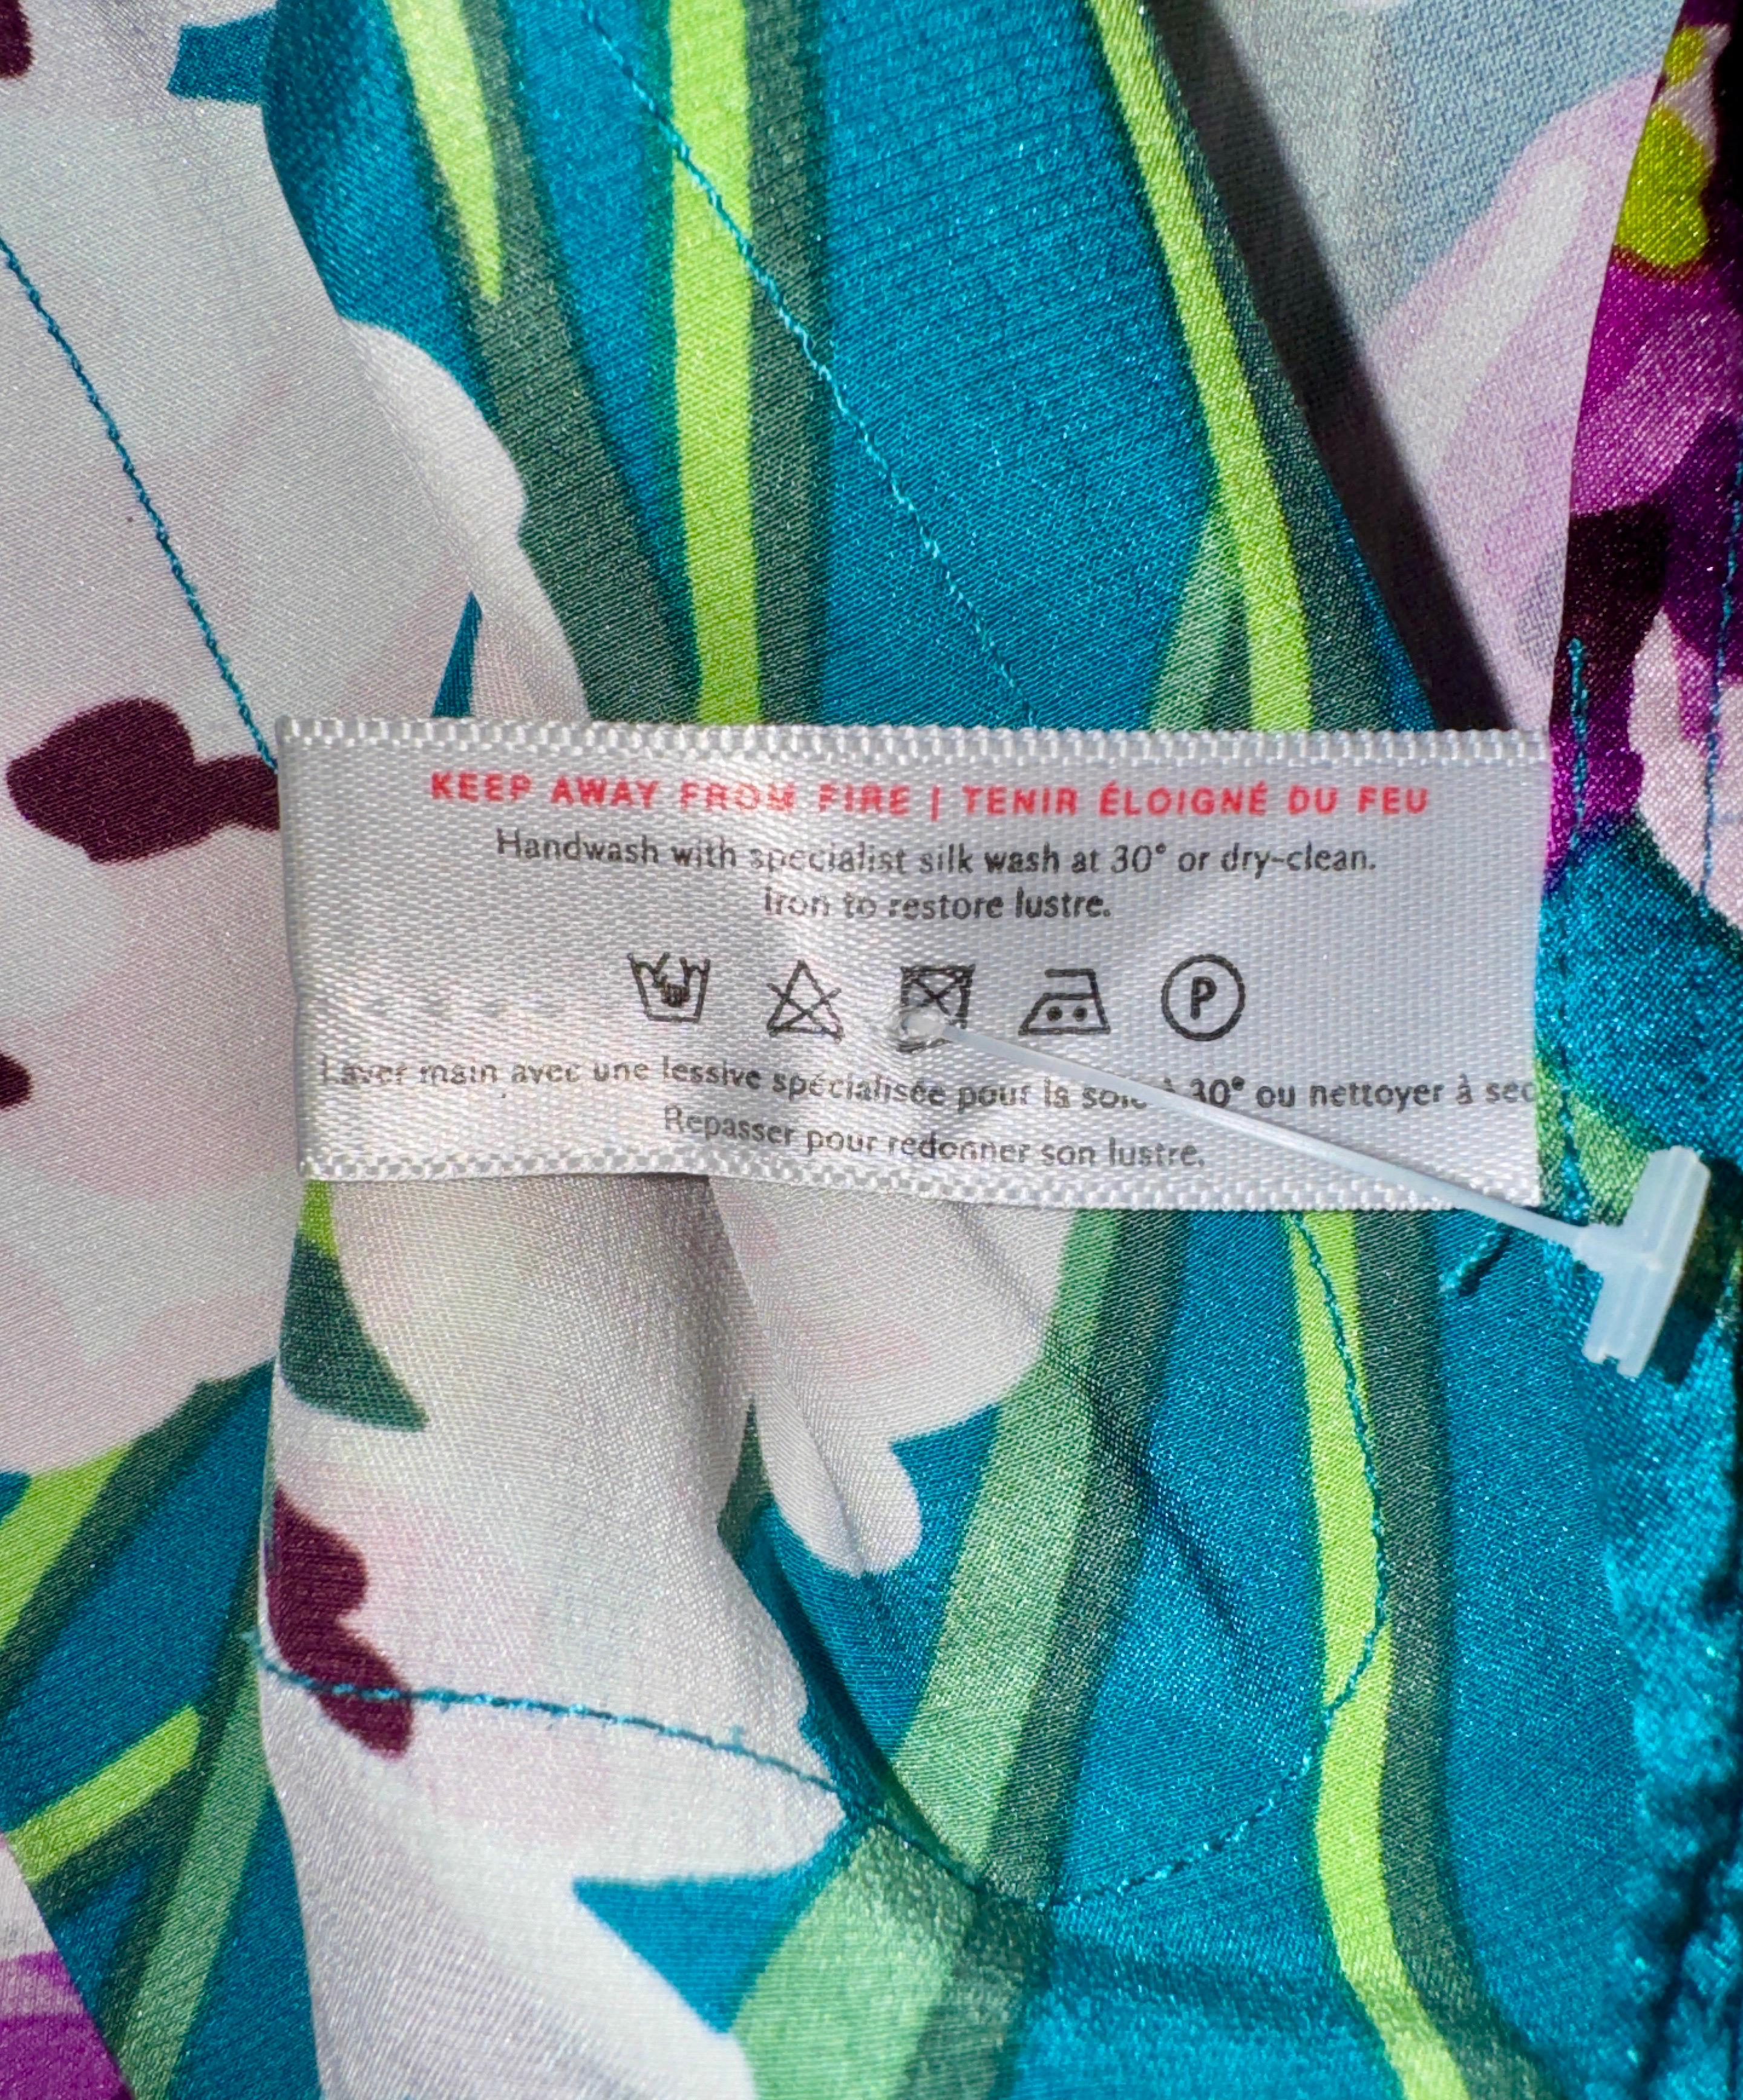 KEEP AWAY FROM FIRE | TENIR ÉLOIGNÉ DU FEU
Handwash with specialist silk wash at 30° or dry-clean.
Iron to restore lustre.
P
Laver main avec une lessive spécialisée pour la soie à 30° ou nettoyer à sec
Repasser pour redonner son lustre.